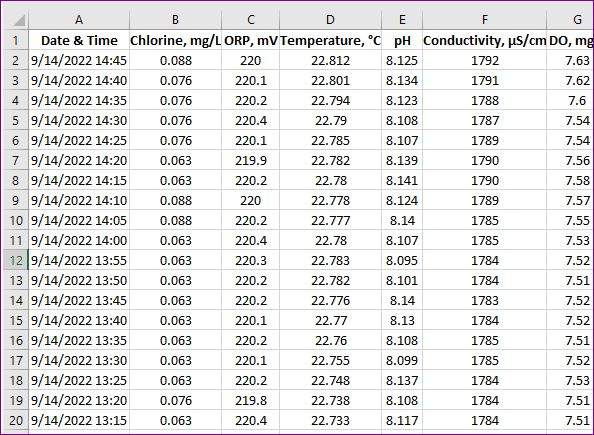 A B C D E F G
1 Date & Time Chlorine, mg/L ORP, mV Temperature, °C pH Conductivity, µS/cm DO, mg
2 9/14/2022 14:45 0.088 220 22.812 8.125 1792 7.63
3 9/14/2022 14:40 0.076 220.1 22.801 8.134 1791 7.62
4 9/14/2022 14:35 0.076 220.2 22.794 8.123 1788 7.6
5 9/14/2022 14:30 0.076 220.4 22.79 8.108 1787 7.54
6 9/14/2022 14:25 0.076 220.1 22.785 8.107 1789 7.54
7 9/14/2022 14:20 0.063 219.9 22.782 8.139 1790 7.56
8 9/14/2022 14:15 0.063 220.2 22.78 8.141 1790 7.58
9 9/14/2022 14:10 0.088 220 22.778 8.124 1789 7.57
10 9/14/2022 14:05 0.088 220.2 22.777 8.14 1785 7.55
11 9/14/2022 14:00 0.063 220.4 22.78 8.107 1785 7.53
12 9/14/2022 13:55 0.063 220.3 22.783 8.095 1784 7.52
13 9/14/2022 13:50 0.063 220.2 22.782 8.101 1784 7.51
14 9/14/2022 13:45 0.063 220.2 22.776 8.14 1783 7.52
15 9/14/2022 13:40 0.063 220.1 22.77 8.13 1784 7.52
16 9/14/2022 13:35 0.063 220.2 22.76 8.108 1784 7.51
17 9/14/2022 13:30 0.063 220.1 22.755 8.099 1785 7.51
18 9/14/2022 13:25 0.063 220.2 22.748 8.137 1784 7.53
19 9/14/2022 13:20 0.076 219.8 22.738 8.108 1784 7.51
20 9/14/2022 13:15 0.063 220.4 22.733 8.117 1784 7.51